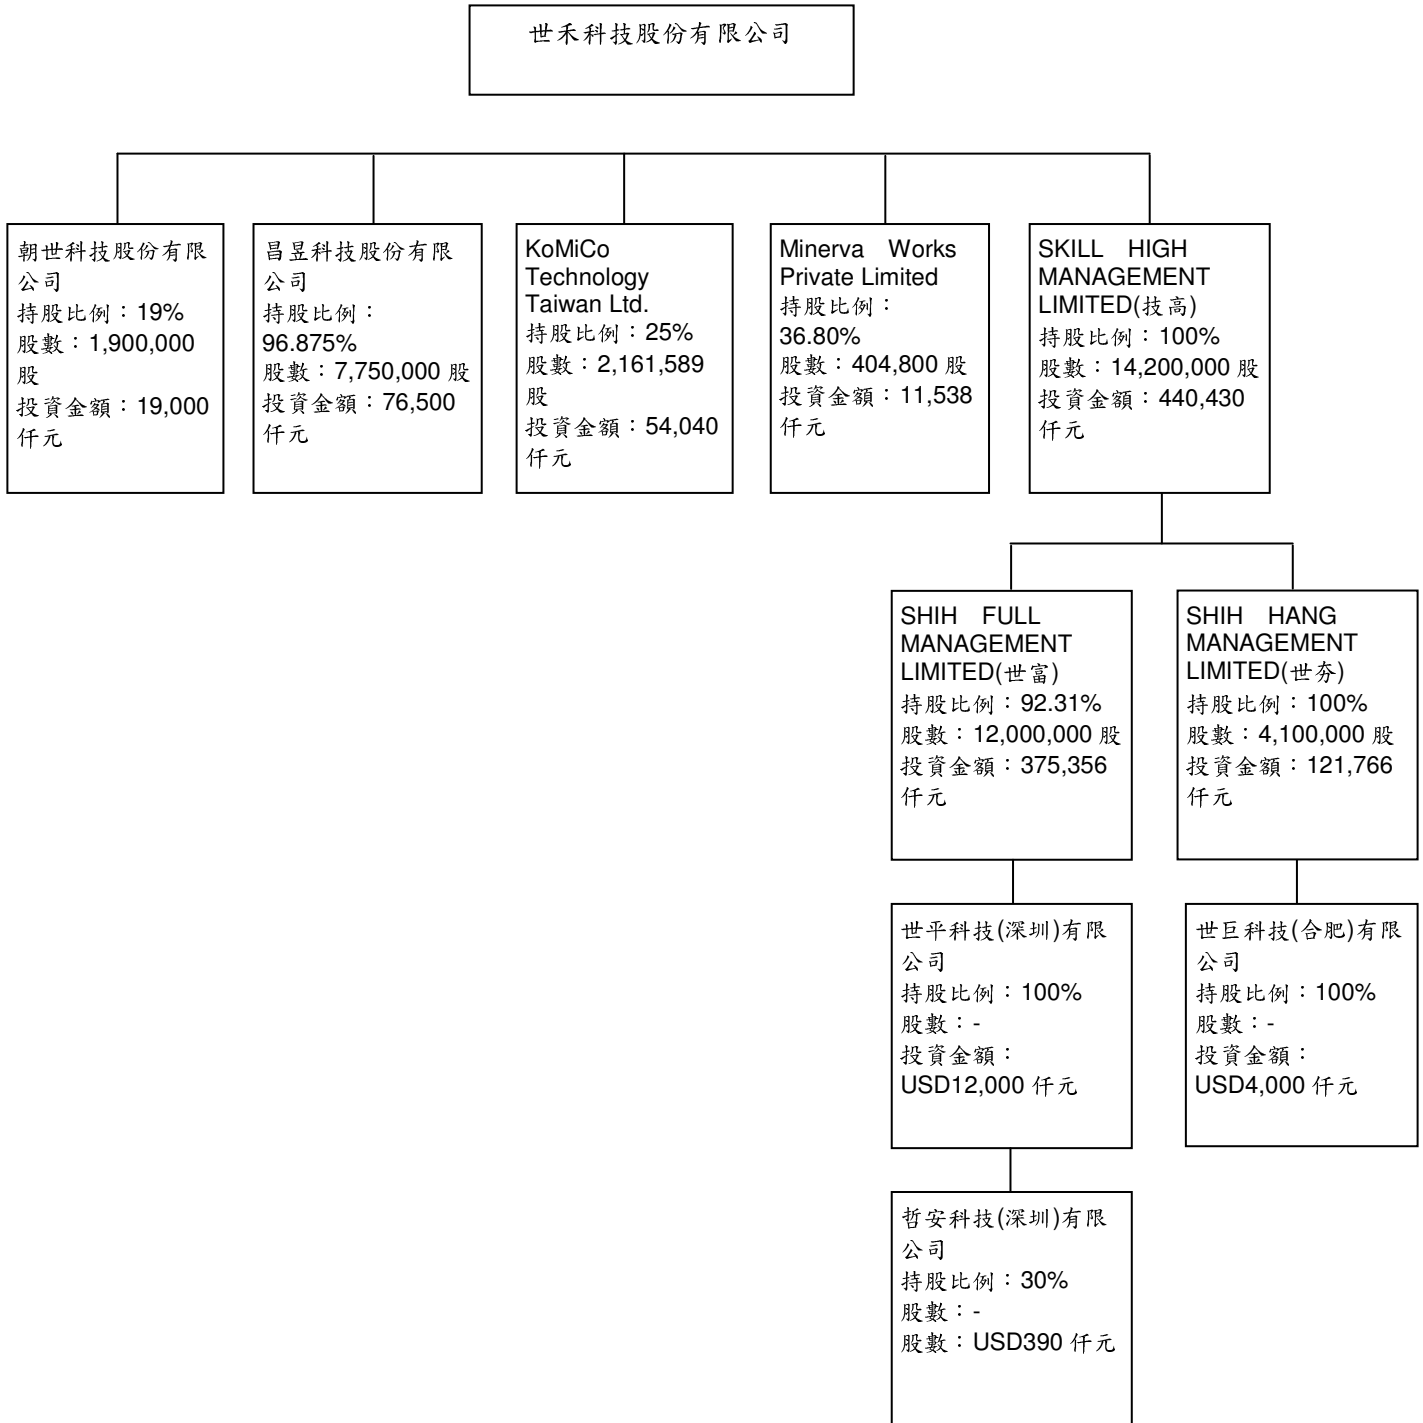 世禾科技股份有限公司
朝世科技股份有限
公司
持股比例：19%
股數：1,900,000
股
投資金額：19,000
仟元
昌昱科技股份有限
公司
持股比例：
96.875%
股數：7,750,000 股
投資金額：76,500
仟元
KoMiCo
Technology
Taiwan Ltd.
持股比例：25%
股數：2,161,589
股
投資金額：54,040
仟元
Minerva Works
Private Limited
持股比例：
36.80%
股數：404,800 股
投資金額：11,538
仟元
SKILL HIGH
MANAGEMENT
LIMITED(技高)
持股比例：100%
股數：14,200,000 股
投資金額：440,430
仟元
SHIH FULL
MANAGEMENT
LIMITED(世富)
持股比例：92.31%
股數：12,000,000 股
投資金額：375,356
仟元
SHIH HANG
MANAGEMENT
LIMITED(世夯)
持股比例：100%
股數：4,100,000 股
投資金額：121,766
仟元
世平科技(深圳)有限
公司
持股比例：100%
股數：-
投資金額：
USD12,000 仟元
世巨科技(合肥)有限
公司
持股比例：100%
股數：-
投資金額：
USD4,000 仟元
哲安科技(深圳)有限
公司
持股比例：30%
股數：-
股數：USD390 仟元